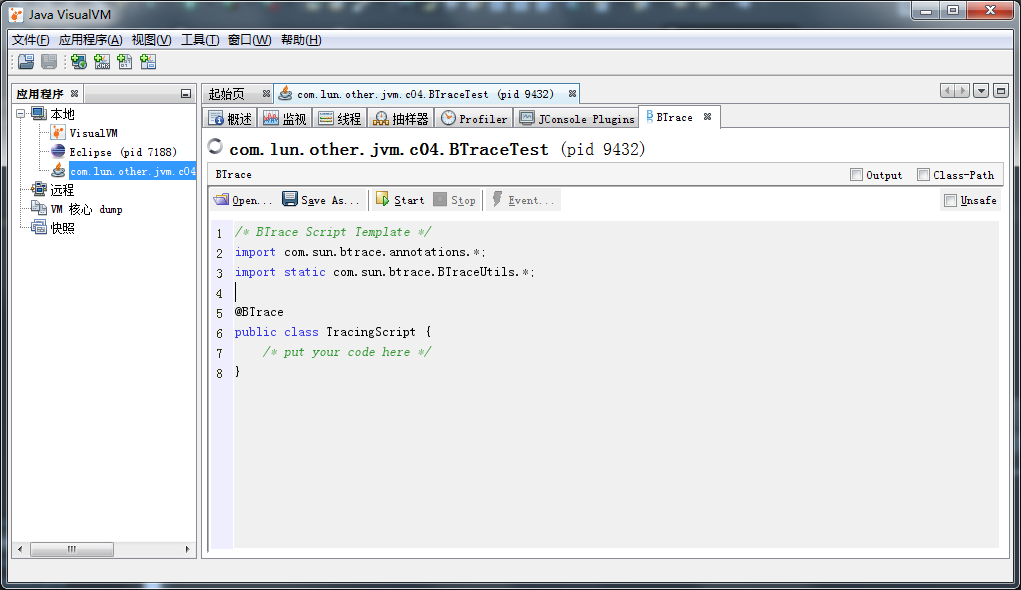 Java VisualVM
文件(F) 应用程序(A) 视图(V) 工具(T) 窗口(W) 帮助(H)
应用程序
本地
VisualVM
Eclipse (pid 7188)
com.lun.other.jvm.c04
远程
VM 核心 dump
快照
起始页 com.lun.other.jvm.c04.BTraceTest (pid 9432)
概述 监视 线程 抽样器 Profiler JConsole Plugins BTrace
com.lun.other.jvm.c04.BTraceTest (pid 9432)
BTrace Output Class-Path
Open... Save As... Start Stop Event... Unsafe
1 /* BTrace Script Template */
2 import com.sun.btrace.annotations.*;
3 import static com.sun.btrace.BTraceUtils.*;
4
5 @BTrace
6 public class TracingScript {
7 /* put your code here */
8 }